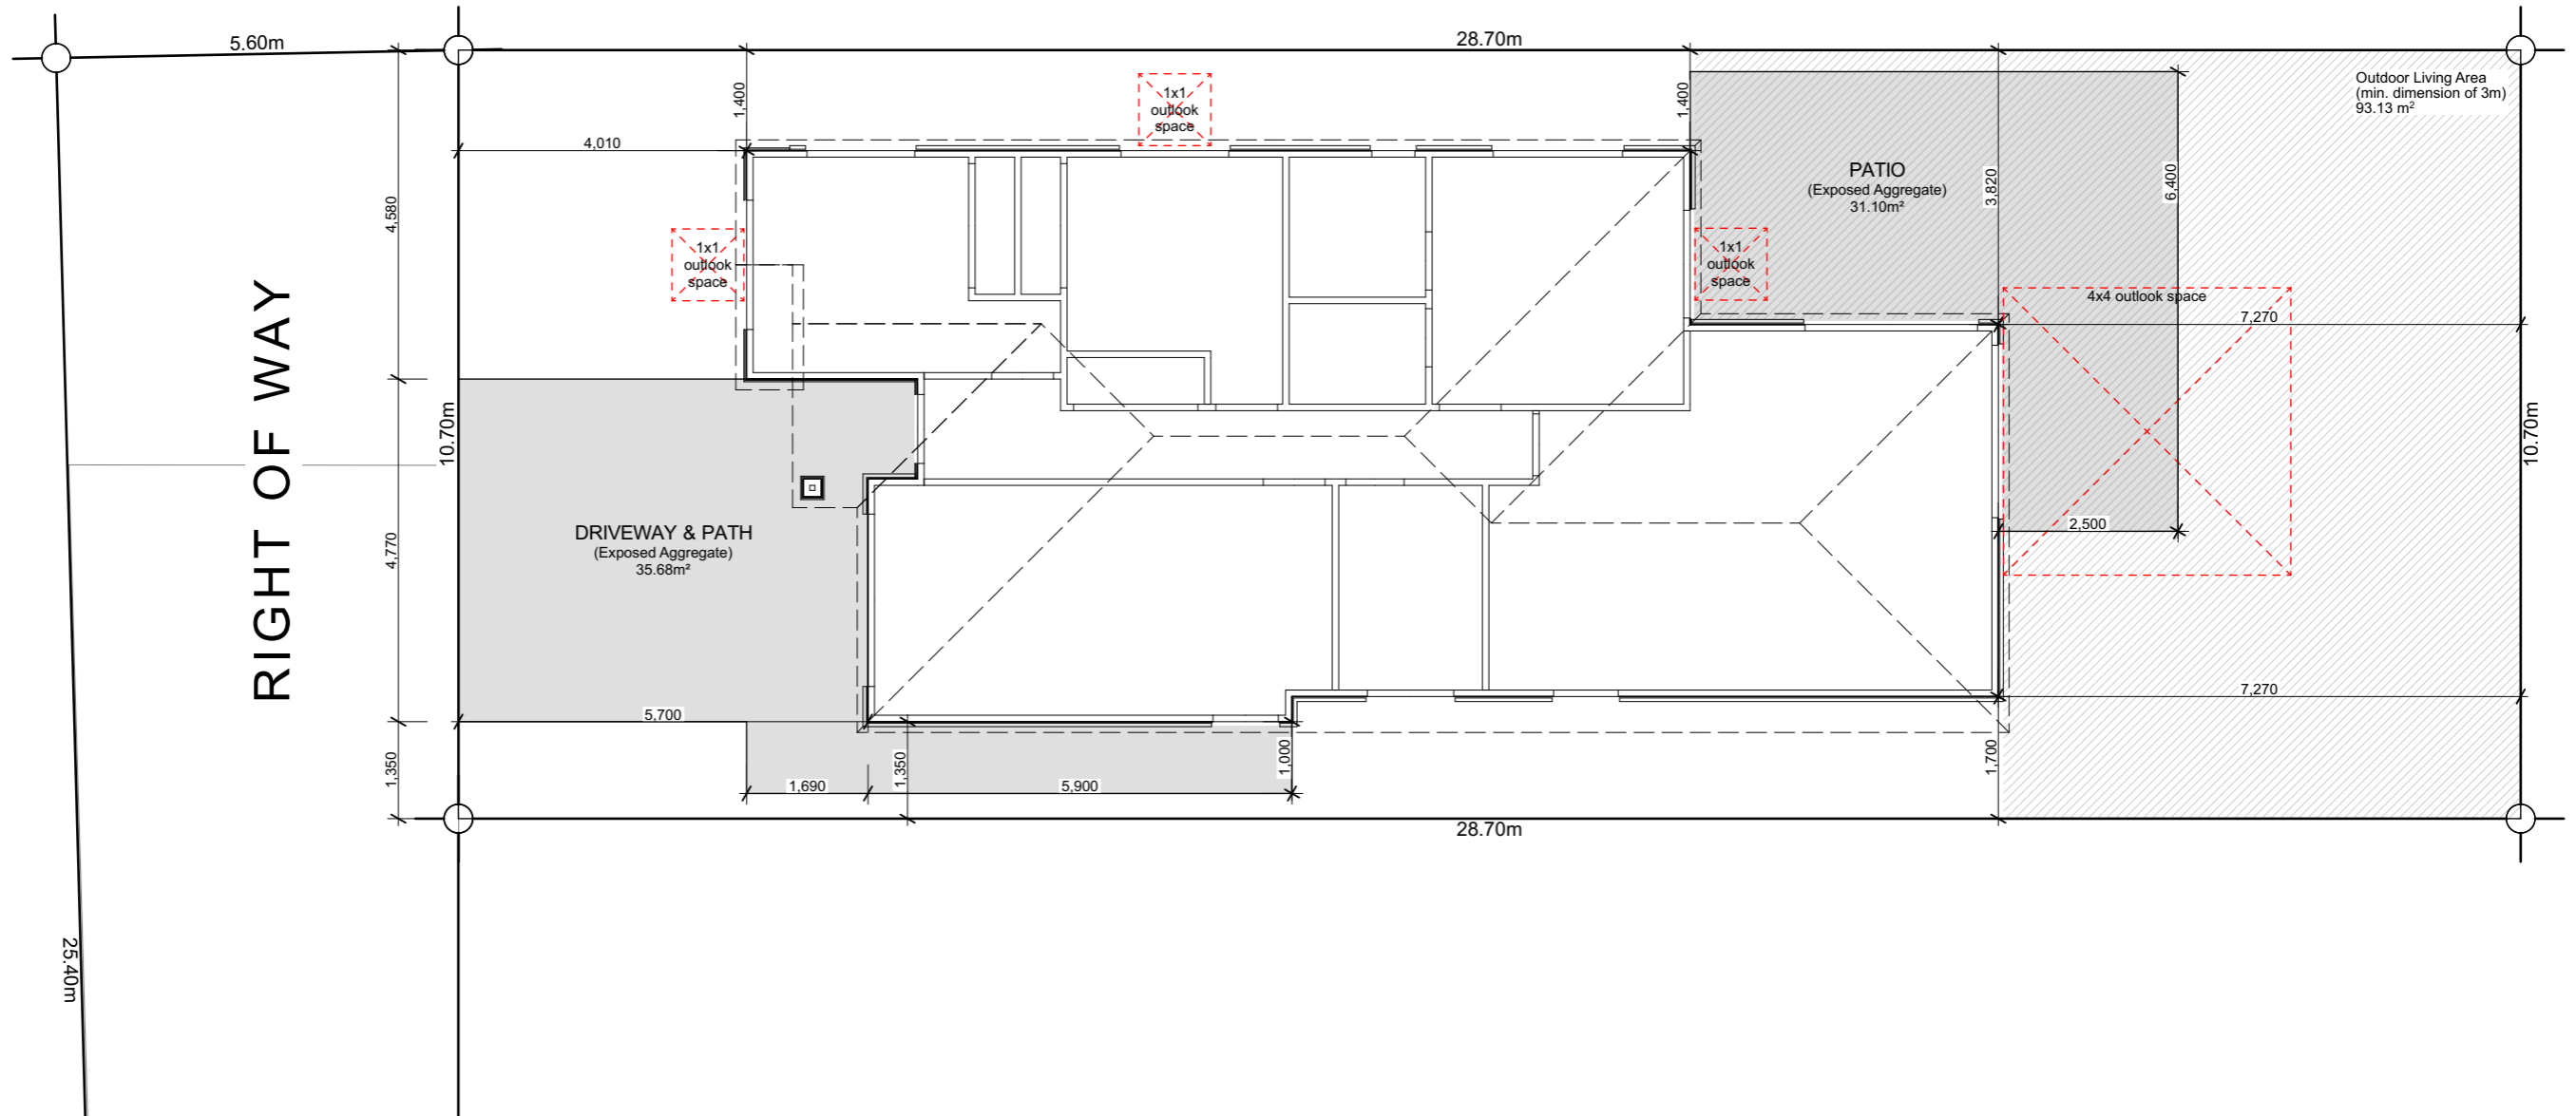 5.60m
28.70m
Outdoor Living Area
(min. dimension of 3m)
93.13 m²
1,400
1x1
outlook
space
1,400
4,010
PATIO
(Exposed Aggregate)
31.10m²
3,820
6,400
4,580
1x1
outlook
space
1x1
outlook
space
4x4 outlook space
7,270
RIGHT OF WAY
10.70m
10.70m
4,770
DRIVEWAY & PATH
(Exposed Aggregate)
35.68m²
2,500
7,270
5,700
1,350
1,350
1,000
1,700
1,690
5,900
28.70m
25.40m